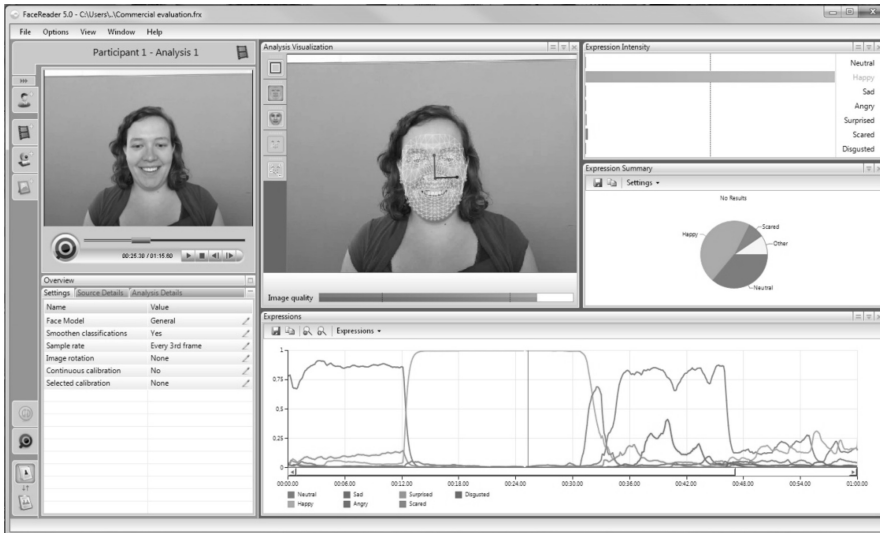 FaceReader 5.0 - C:\Users\..\Commercial evaluation.frx
File Options View Window Help
Participant 1 - Analysis 1
00:25.30 / 01:15.60
Overview
Settings Source Details Analysis Details
Name Value
Face Model General
Smoothen classifications Yes
Sample rate Every 3rd frame
Image rotation None
Continuous calibration No
Selected calibration None
Analysis Visualization
Image quality
Expression Intensity
Neutral
Happy
Sad
Angry
Surprised
Scared
Disgusted
Expression Summary
Settings
No Results
Happy
Scared
Other
Neutral
Expressions
Expressions
1
0.75
0.5
0.25
0
00:00.00 00:06.00 00:12.00 00:18.00 00:24.00 00:30.00 00:36.00 00:42.00 00:48.00 00:54.00 01:00.00
Neutral Sad Surprised Disgusted
Happy Angry Scared